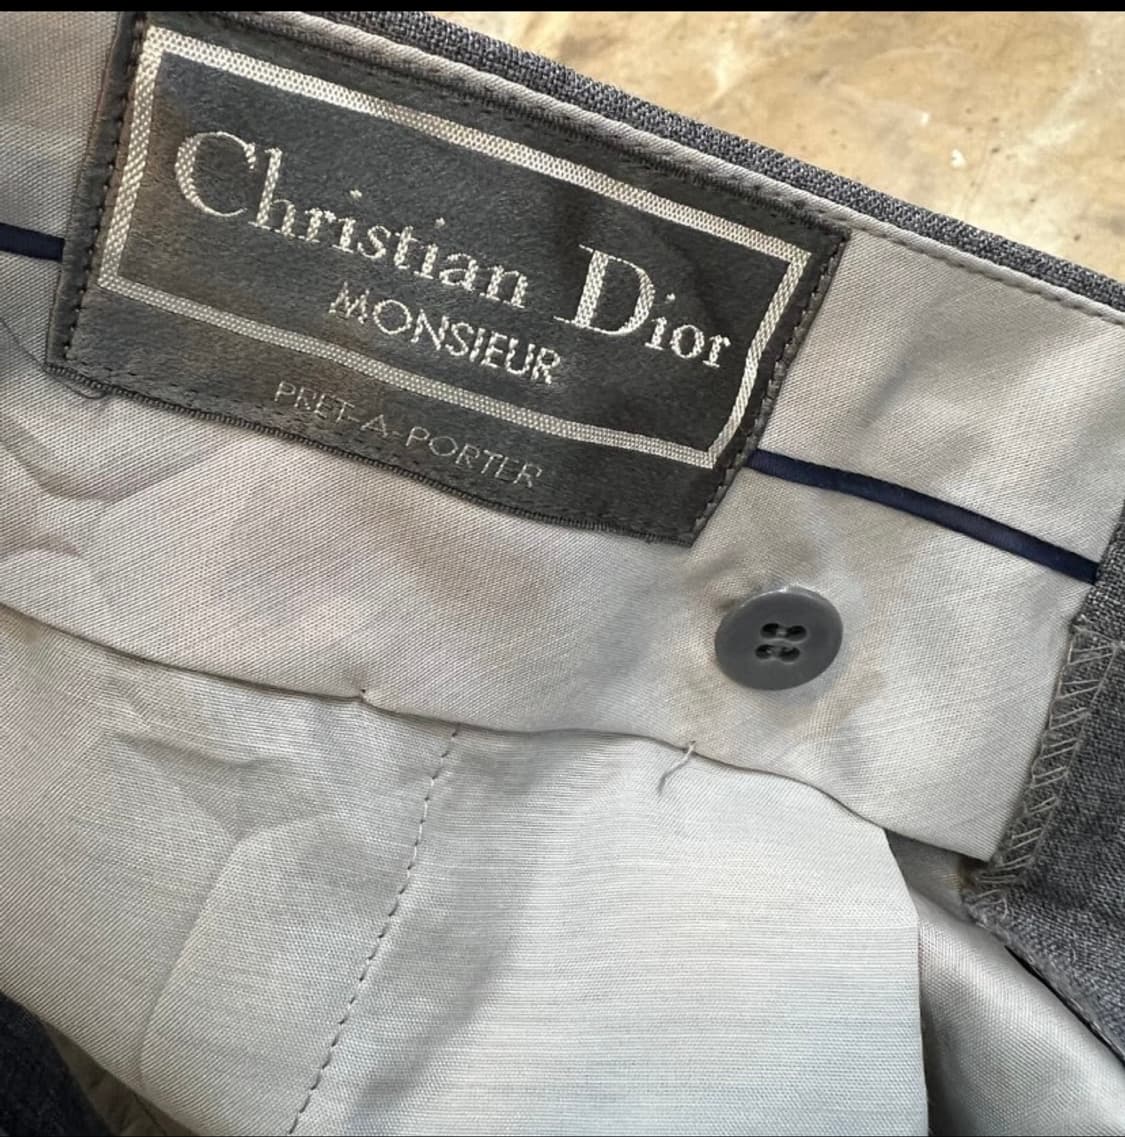 Christian Dior
MONSIEUR
PRET-A-PORTER